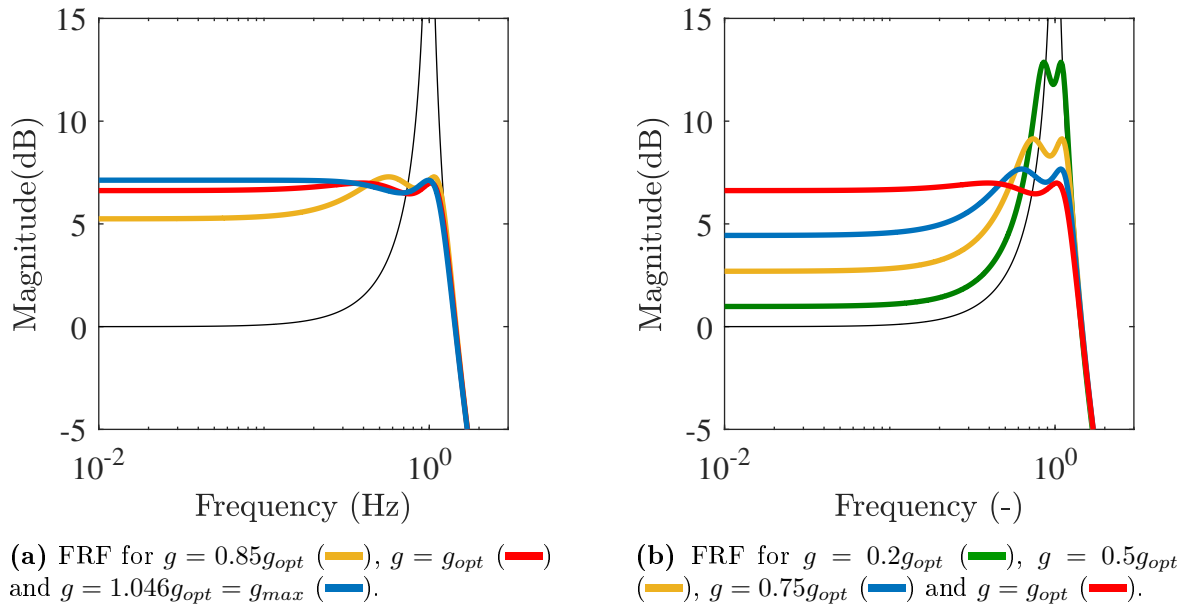 15
10
5
0
-5
Magnitude(dB)
10^-2
10^0
Frequency (Hz)
(a) FRF for g = 0.85g_opt ( ), g = g_opt ( )
and g = 1.046g_opt = g_max ( ).
15
10
5
0
-5
Magnitude(dB)
10^-2
10^0
Frequency (-)
(b) FRF for g = 0.2g_opt ( ), g = 0.5g_opt
( ), g = 0.75g_opt ( ) and g = g_opt ( ).